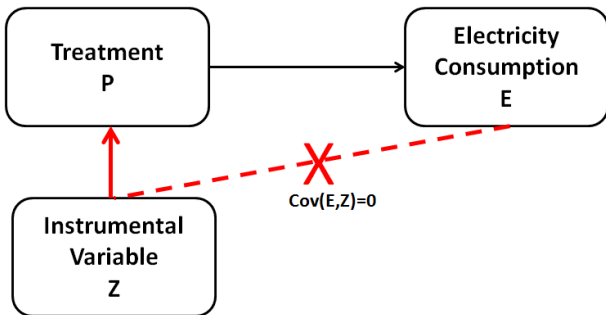 Treatment
P
Electricity
Consumption
E
Cov(E,Z)=0
Instrumental
Variable
Z